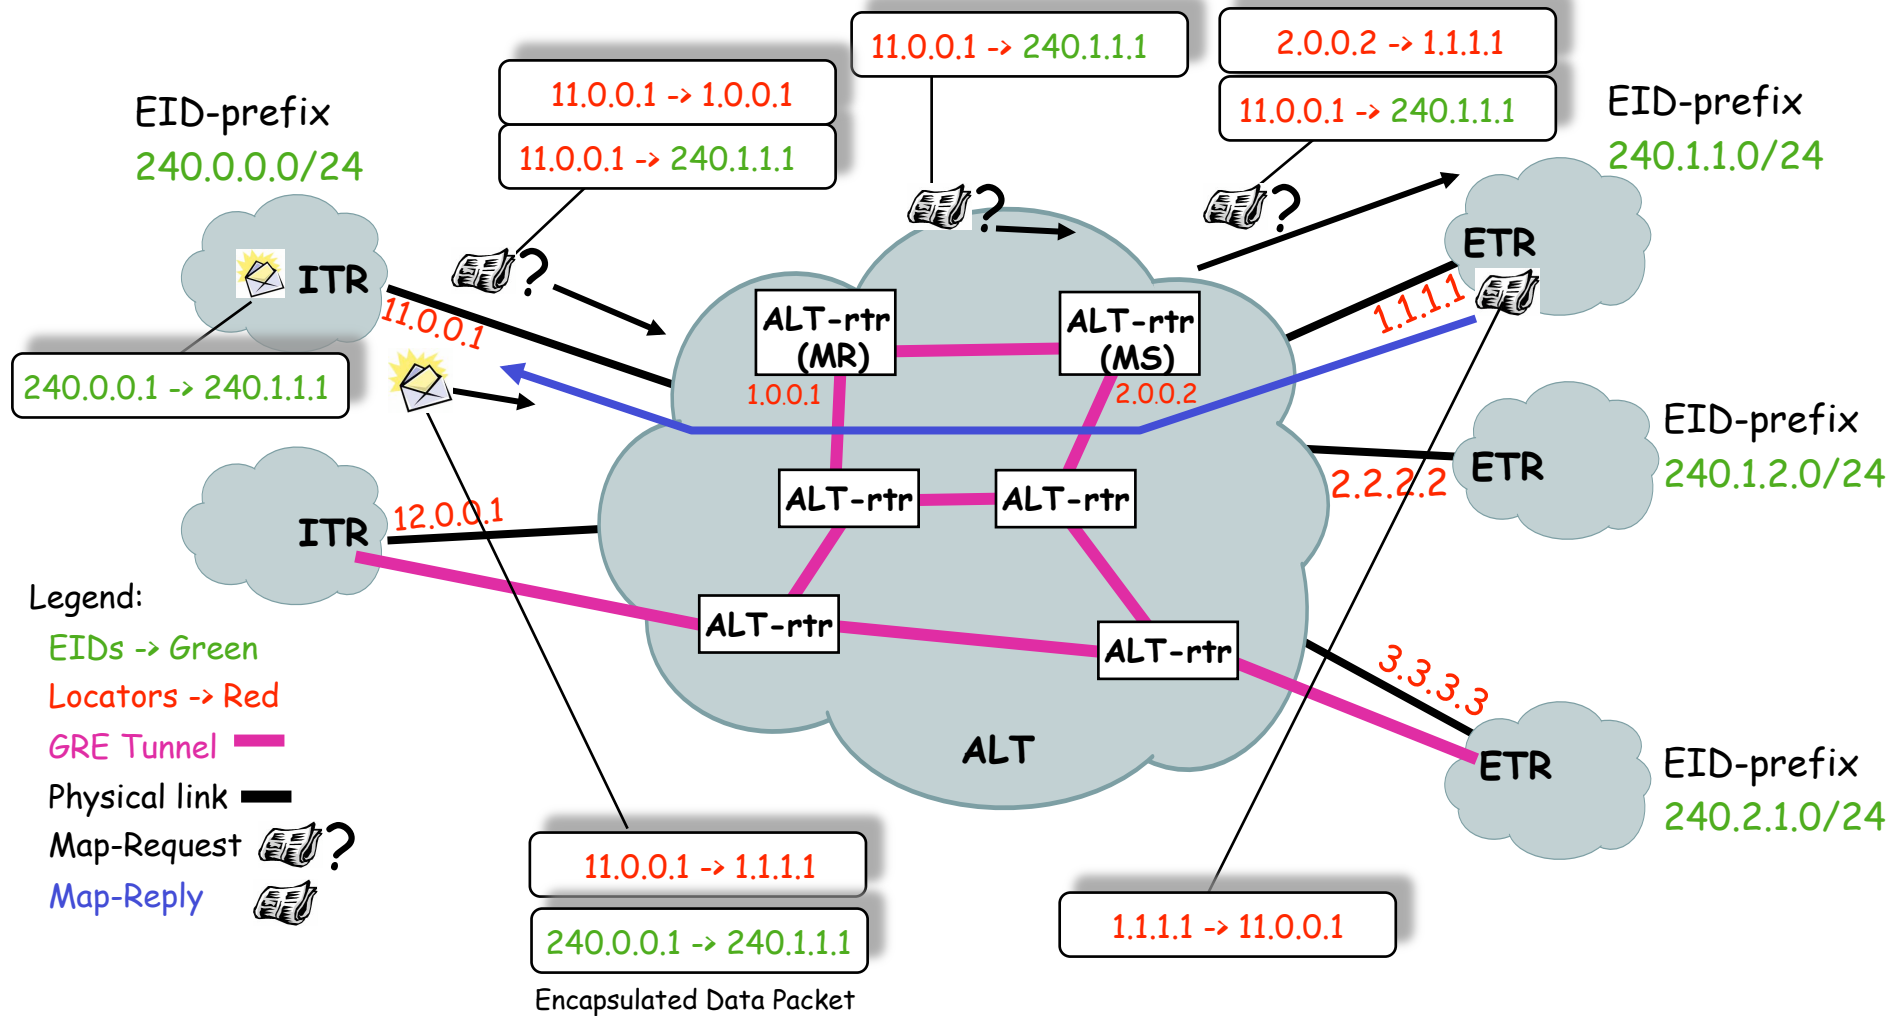 11.0.0.1 -> 240.1.1.1
2.0.0.2 -> 1.1.1.1
11.0.0.1 -> 240.1.1.1
11.0.0.1 -> 1.0.0.1
11.0.0.1 -> 240.1.1.1
EID-prefix
240.0.0.0/24
EID-prefix
240.1.1.0/24
ITR
11.0.0.1
240.0.0.1 -> 240.1.1.1
?
?
?
ETR
1.1.1.1
ALT-rtr
(MR)
1.0.0.1
ALT-rtr
(MS)
2.0.0.2
EID-prefix
240.1.2.0/24
ETR
2.2.2.2
ALT-rtr
ALT-rtr
12.0.0.1
ITR
ALT-rtr
ALT-rtr
3.3.3.3
ETR
EID-prefix
240.2.1.0/24
ALT
Legend:
EIDs -> Green
Locators -> Red
GRE Tunnel
Physical link
Map-Request ?
Map-Reply
11.0.0.1 -> 1.1.1.1
240.0.0.1 -> 240.1.1.1
Encapsulated Data Packet
1.1.1.1 -> 11.0.0.1